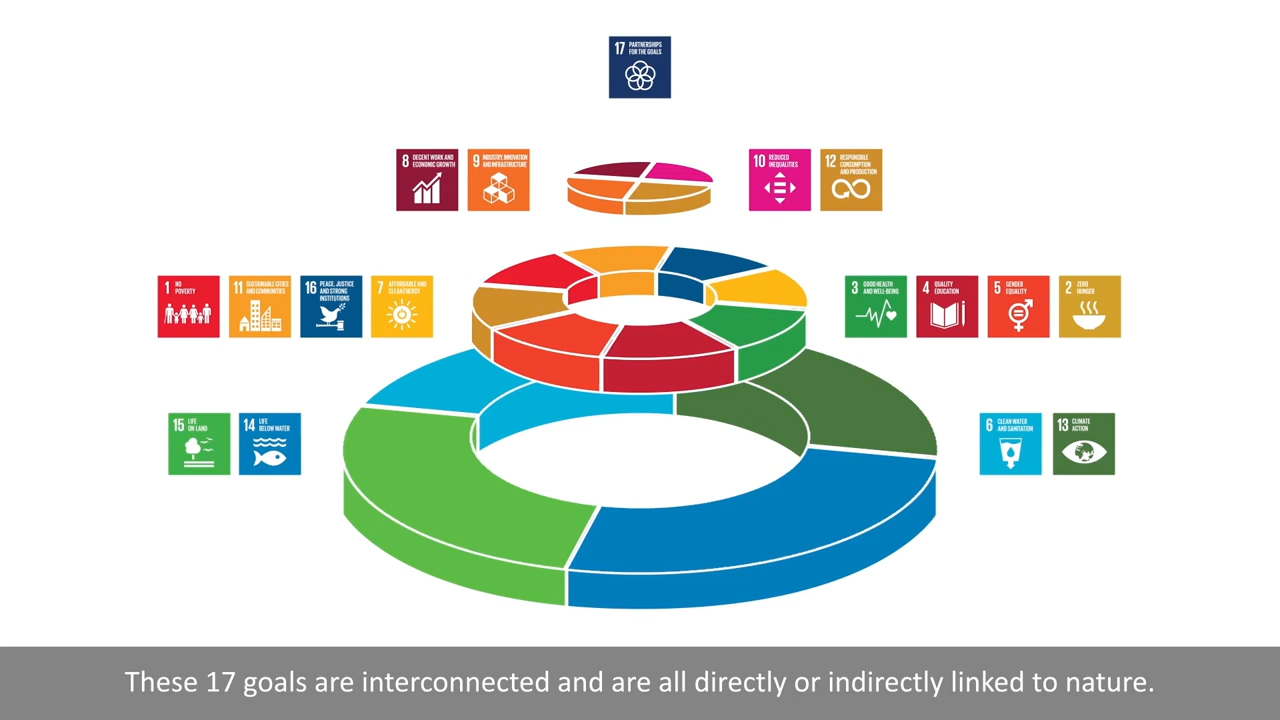 17 PARTNERSHIPS
FOR THE GOALS
8 DECENT WORK AND
ECONOMIC GROWTH
9 INDUSTRY, INNOVATION
AND INFRASTRUCTURE
10 REDUCED
INEQUALITIES
12 RESPONSIBLE
CONSUMPTION
AND PRODUCTION
1 NO
POVERTY
11 SUSTAINABLE CITIES
AND COMMUNITIES
16 PEACE, JUSTICE
AND STRONG
INSTITUTIONS
7 AFFORDABLE AND
CLEAN ENERGY
3 GOOD HEALTH
AND WELL-BEING
4 QUALITY
EDUCATION
5 GENDER
EQUALITY
2 ZERO
HUNGER
15 LIFE
ON LAND
14 LIFE
BELOW WATER
6 CLEAN WATER
AND SANITATION
13 CLIMATE
ACTION
These 17 goals are interconnected and are all directly or indirectly linked to nature.